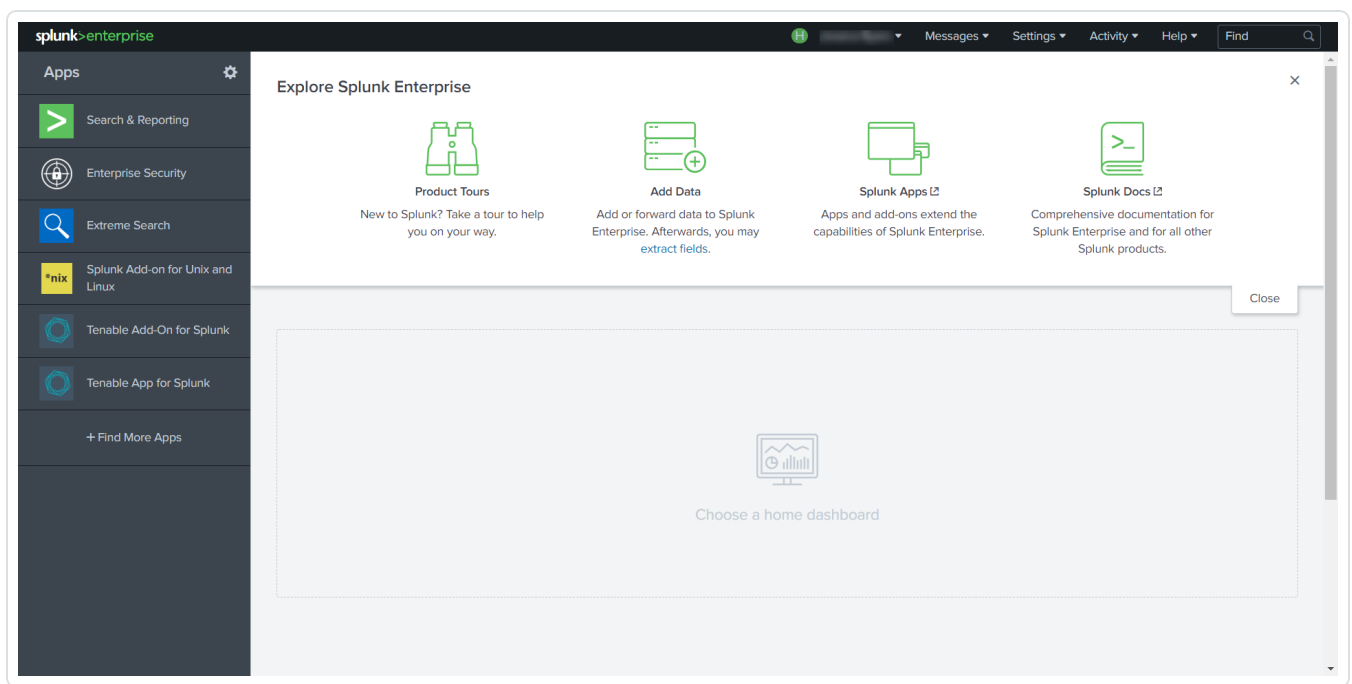 splunk>enterprise
H
Messages
Settings
Activity
Help
Find
Apps
Search & Reporting
Enterprise Security
Extreme Search
*nix
Splunk Add-on for Unix and
Linux
Tenable Add-On for Splunk
Tenable App for Splunk
+ Find More Apps
Explore Splunk Enterprise
Product Tours
New to Splunk? Take a tour to help
you on your way.
Add Data
Add or forward data to Splunk
Enterprise. Afterwards, you may
extract fields.
Splunk Apps
Apps and add-ons extend the
capabilities of Splunk Enterprise.
>_
Splunk Docs
Comprehensive documentation for
Splunk Enterprise and for all other
Splunk products.
Close
Choose a home dashboard